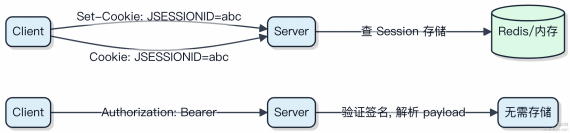 Set-Cookie: JSESSIONID=abc
Client
Server
查 Session 存储
Redis/内存
Cookie: JSESSIONID=abc
Client
Authorization: Bearer
Server
验证签名, 解析 payload
无需存储